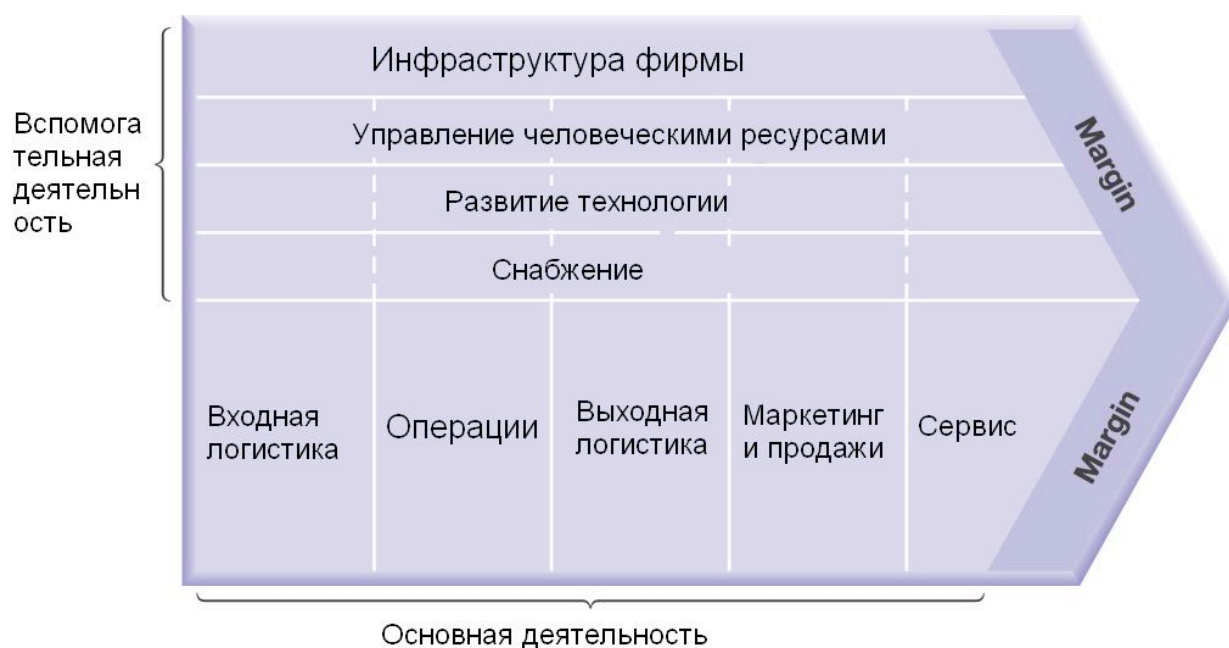 Инфраструктура фирмы
Вспомога
тельная
деятельн
ость
Управление человеческими ресурсами
Развитие технологии
Снабжение
Margin
Входная
логистика
Операции
Выходная
логистика
Маркетинг
и продажи
Сервис
Margin
Основная деятельность